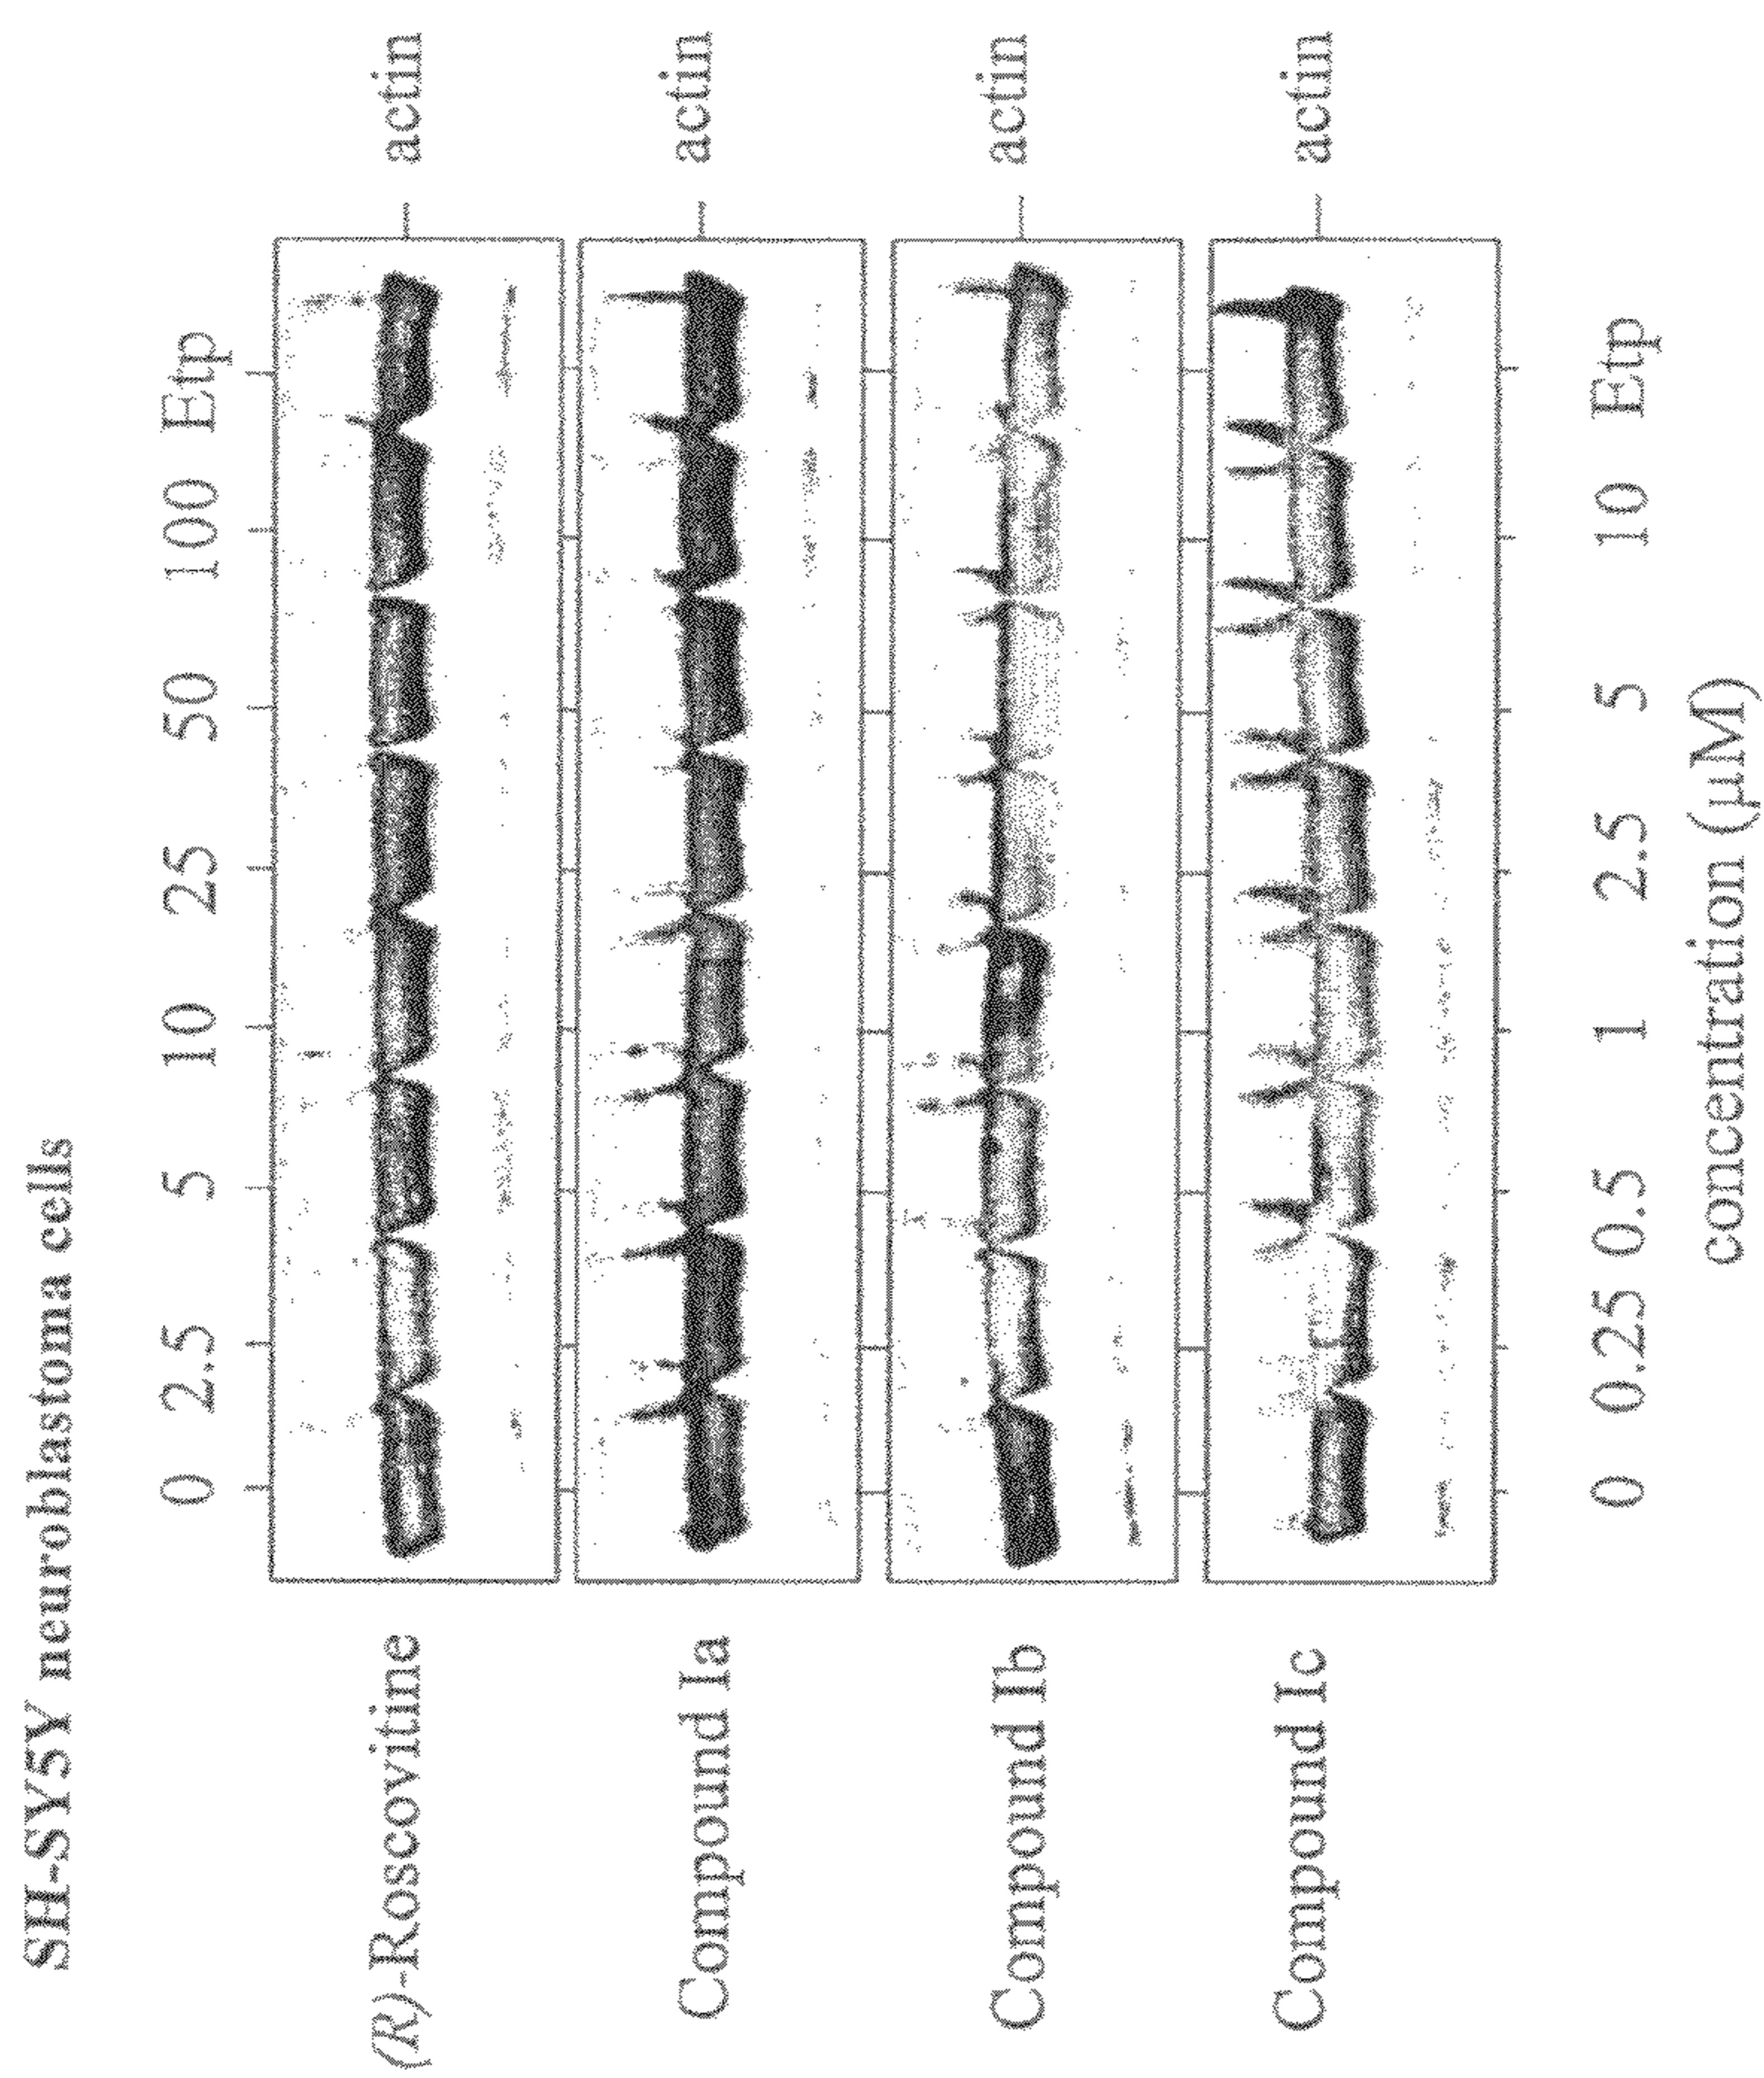 SH-SY5Y neuroblastoma cells
0 2.5 5 10 25 50 100 Etp
(R)-Roscovitine actin
Compound Ia actin
Compound Ib actin
Compound Ic actin
0 0.25 0.5 1 2.5 5 10 Etp
concentration (μM)